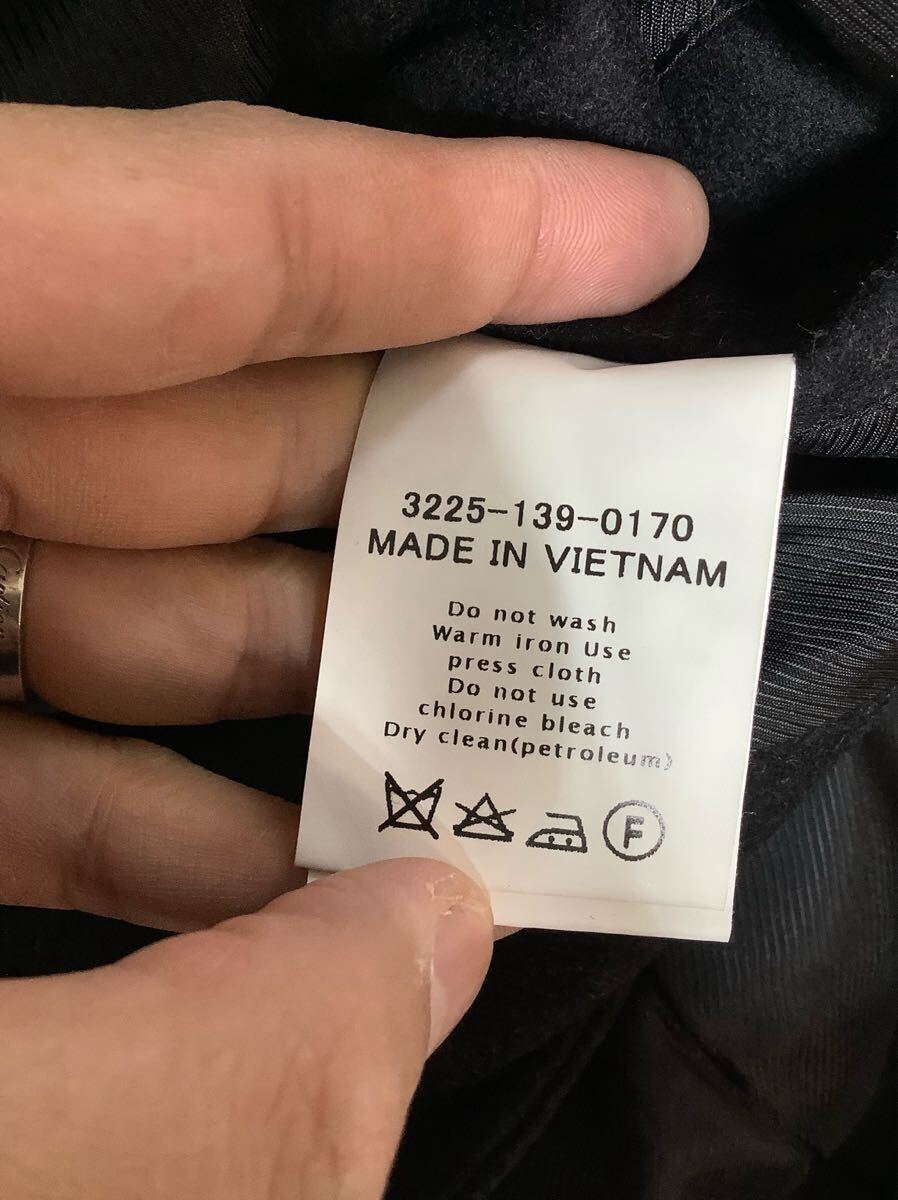 3225-139-0170
MADE IN VIETNAM
Do not wash
Warm iron Use
press cloth
Do not use
chlorine bleach
Dry clean(petroleum)
F